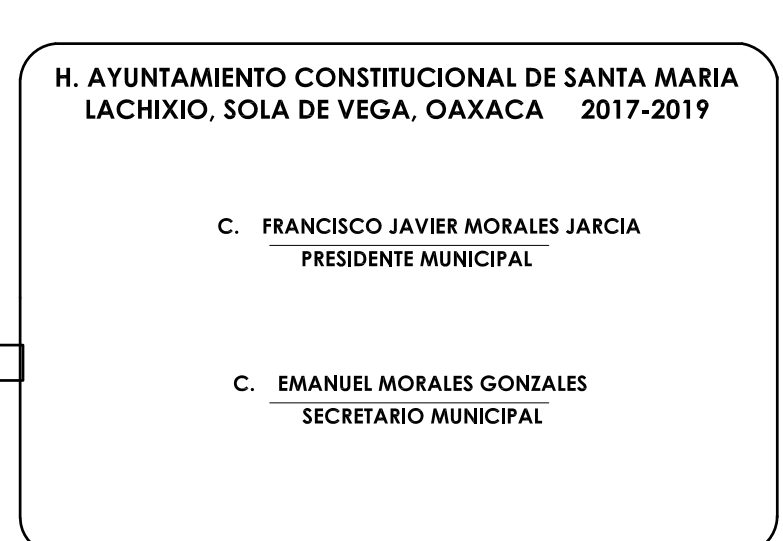 H. AYUNTAMIENTO CONSTITUCIONAL DE SANTA MARIA
LACHIXIO, SOLA DE VEGA, OAXACA 2017-2019
C. FRANCISCO JAVIER MORALES JARCIA
PRESIDENTE MUNICIPAL
C. EMANUEL MORALES GONZALES
SECRETARIO MUNICIPAL